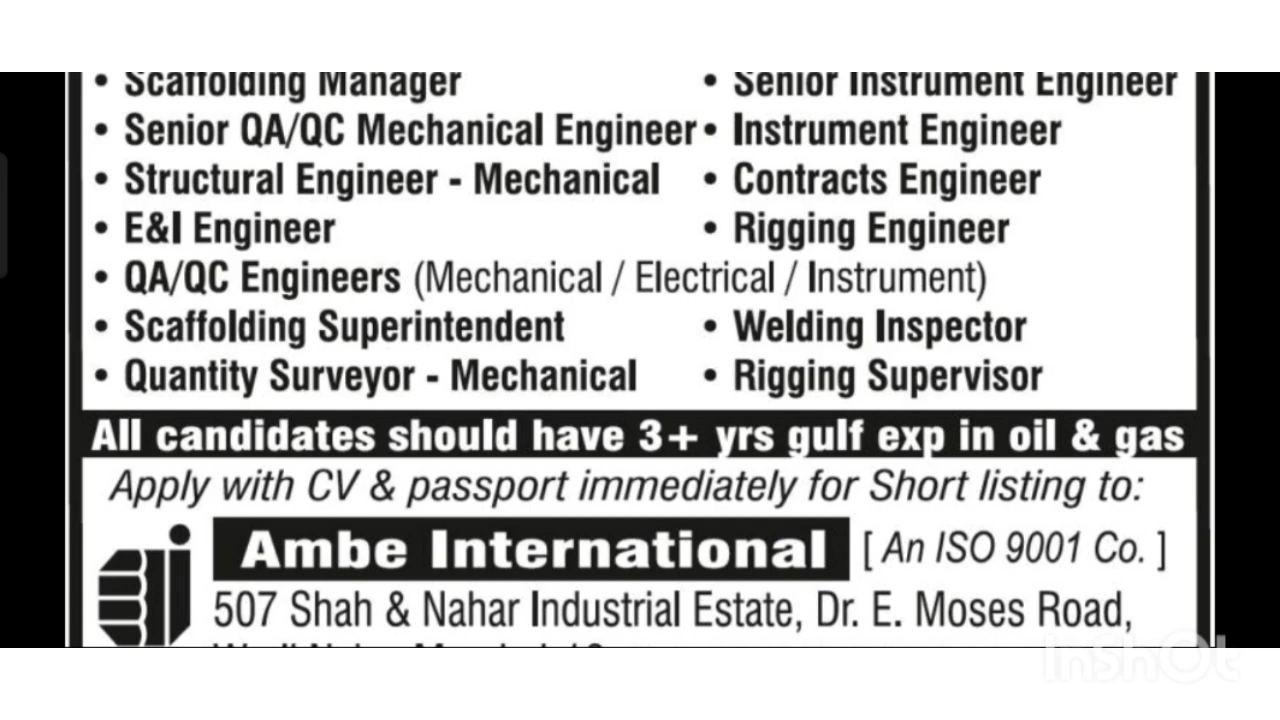 • Scaffolding Manager • Senior Instrument Engineer
• Senior QA/QC Mechanical Engineer • Instrument Engineer
• Structural Engineer - Mechanical • Contracts Engineer
• E&I Engineer • Rigging Engineer
• QA/QC Engineers (Mechanical / Electrical / Instrument)
• Scaffolding Superintendent • Welding Inspector
• Quantity Surveyor - Mechanical • Rigging Supervisor
All candidates should have 3+ yrs gulf exp in oil & gas
Apply with CV & passport immediately for Short listing to:
Ambe International [ An ISO 9001 Co. ]
507 Shah & Nahar Industrial Estate, Dr. E. Moses Road,
InShOt